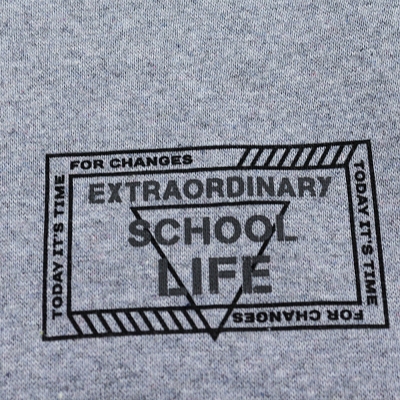 FOR CHANGES
EXTRAORDINARY
SCHOOL
LIFE
TODAY IT'S TIME
TODAY IT'S TIME
FOR CHANGES